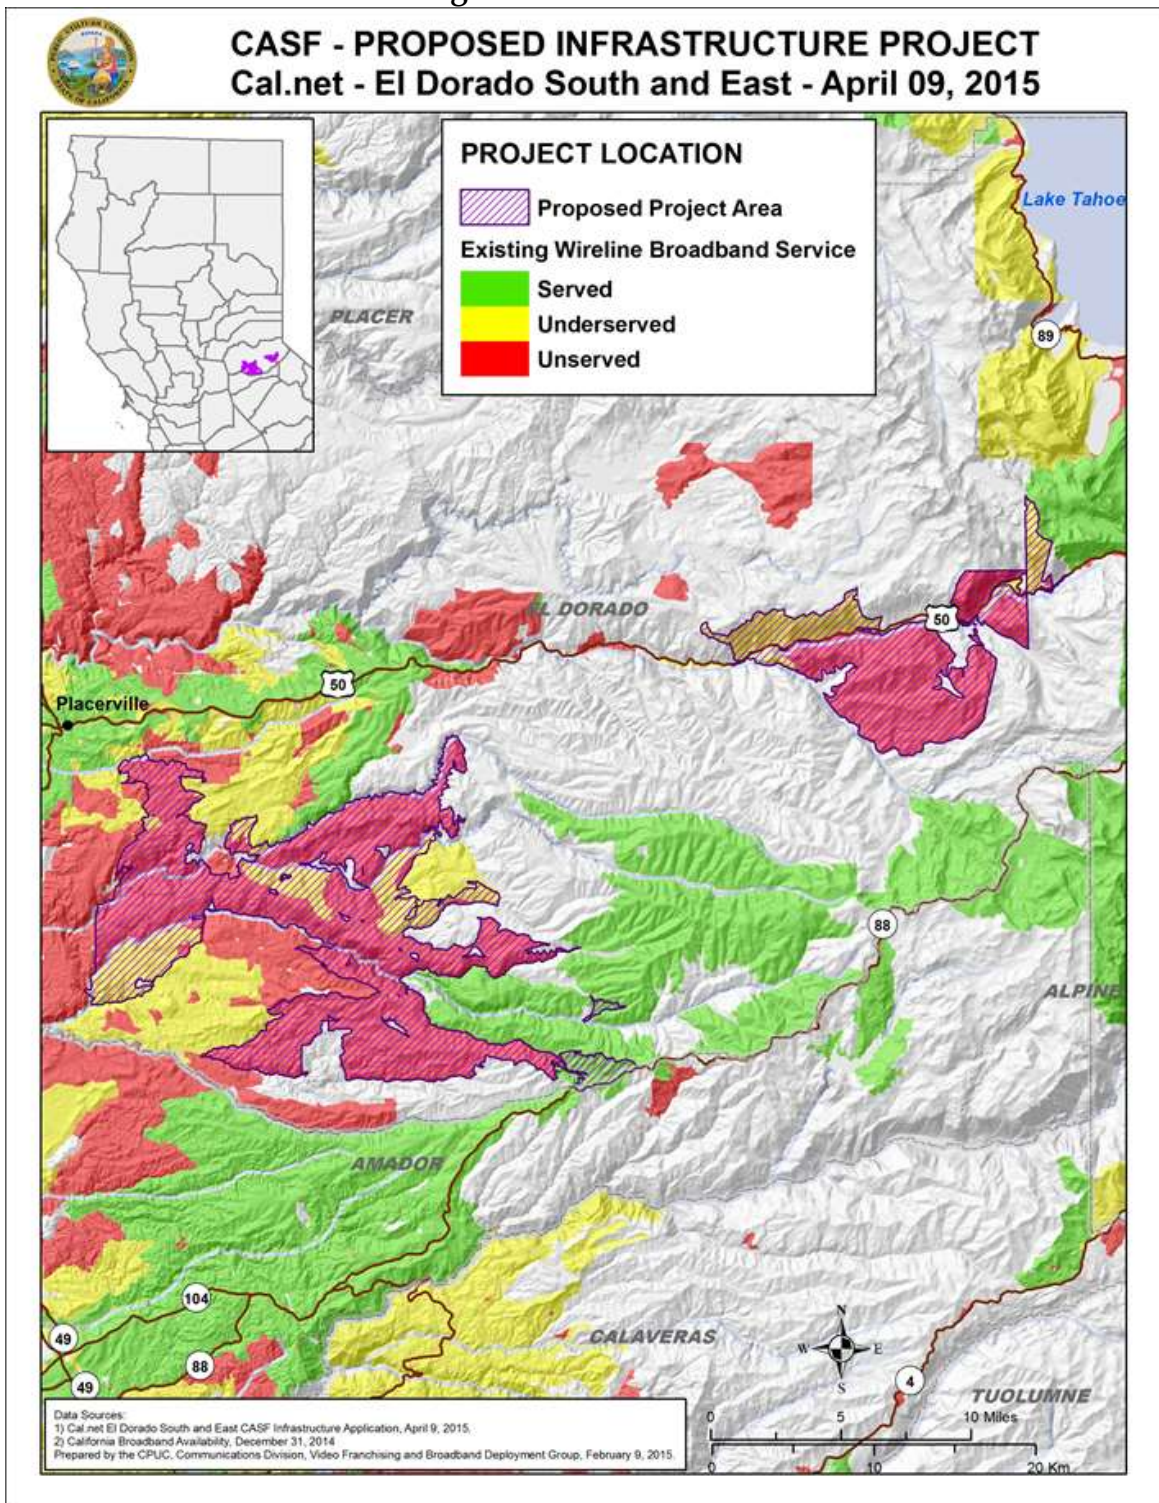 CASF - PROPOSED INFRASTRUCTURE PROJECT
Cal.net - El Dorado South and East - April 09, 2015
PROJECT LOCATION
Proposed Project Area
Existing Wireline Broadband Service
Served
Underserved
Unserved
Lake Tahoe
PLACER
89
EL DORADO
50
50
Placerville
88
ALPINE
AMADOR
104
49
88
49
CALAVERAS
N
W E
S
4
TUOLUMNE
0 5 10 Miles
0 10 20 Km
Data Sources:
1) Cal.net El Dorado South and East CASF Infrastructure Application, April 9, 2015.
2) California Broadband Availability, December 31, 2014
Prepared by the CPUC, Communications Division, Video Franchising and Broadband Deployment Group, February 9, 2015.